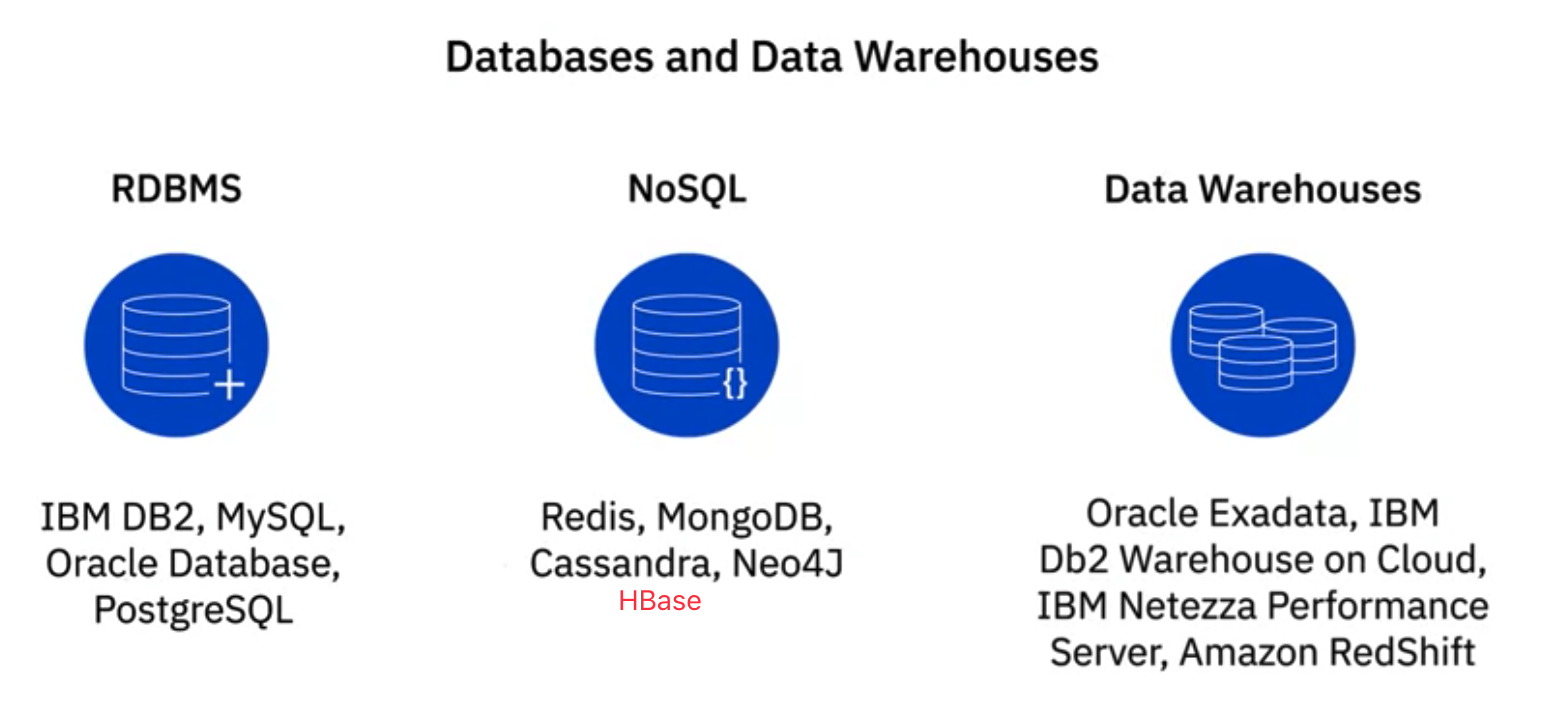 Databases and Data Warehouses
RDBMS
NoSQL
Data Warehouses
{}
IBM DB2, MySQL,
Oracle Database,
PostgreSQL
Redis, MongoDB,
Cassandra, Neo4J
HBase
Oracle Exadata, IBM
Db2 Warehouse on Cloud,
IBM Netezza Performance
Server, Amazon RedShift